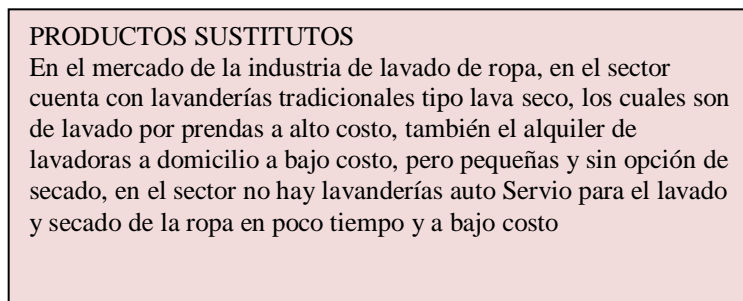 PRODUCTOS SUSTITUTOS
En el mercado de la industria de lavado de ropa, en el sector
cuenta con lavanderías tradicionales tipo lava seco, los cuales son
de lavado por prendas a alto costo, también el alquiler de
lavadoras a domicilio a bajo costo, pero pequeñas y sin opción de
secado, en el sector no hay lavanderías auto Servio para el lavado
y secado de la ropa en poco tiempo y a bajo costo